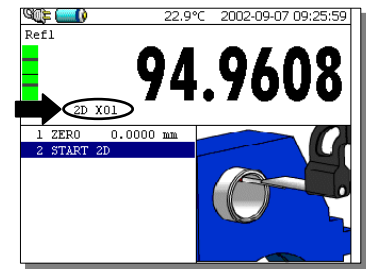 22.9°C 2002-09-07 09:25:59
Ref1
94.9608
2D X01
1 ZERO 0.0000 mm
2 START 2D